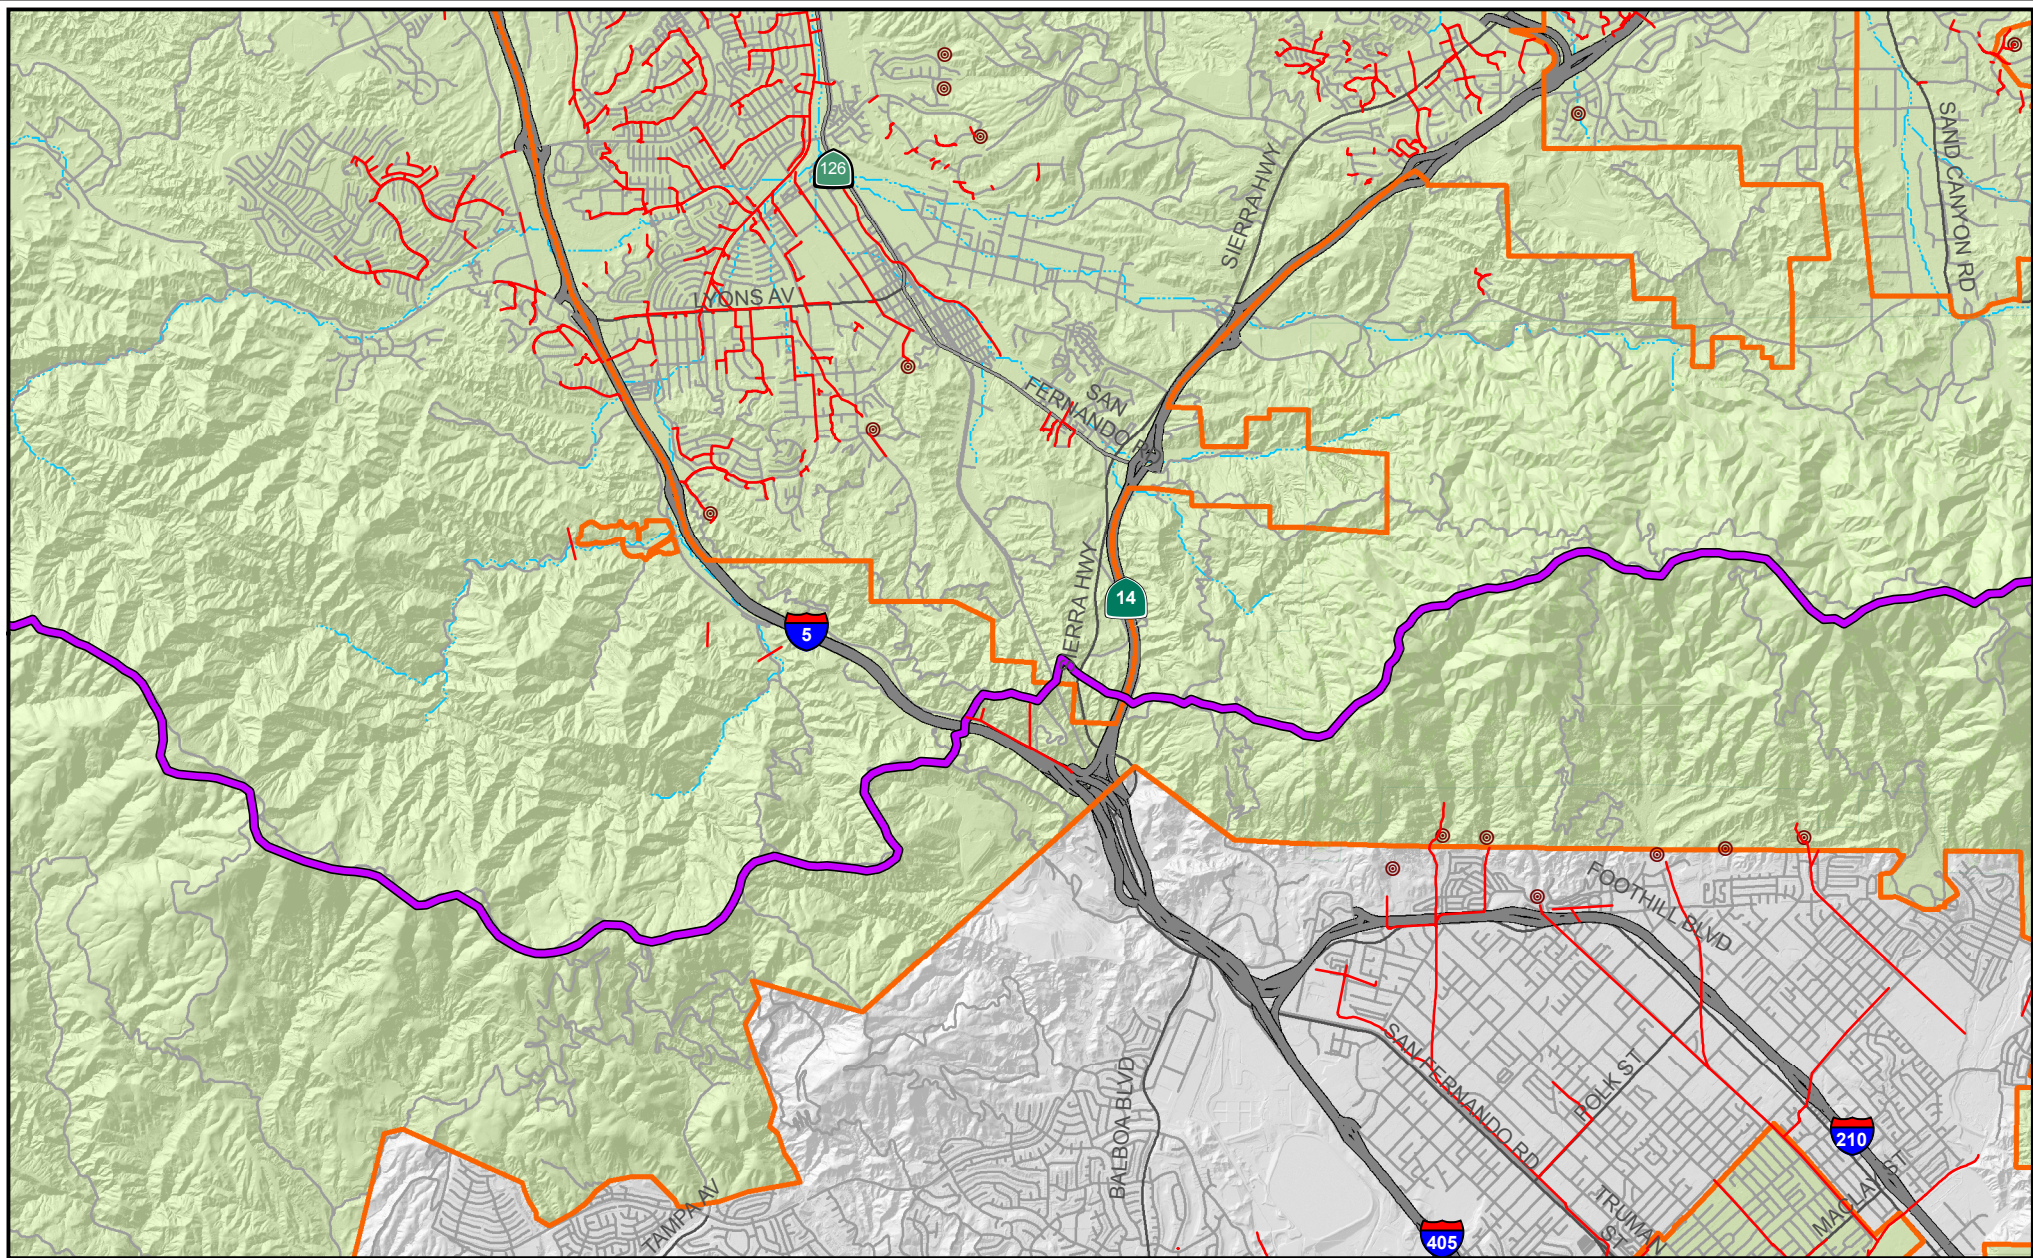 126
SAND CANYON RD
SIERRA HWY
LYONS AV
SAN
FERNANDO RD
SIERRA HWY
14
5
FOOTHILL BLVD
SAN FERNANDO RD
POLK ST
BALBOA BLVD
210
TAMPA AV
TRUMAN
ST
MACLAY ST
405